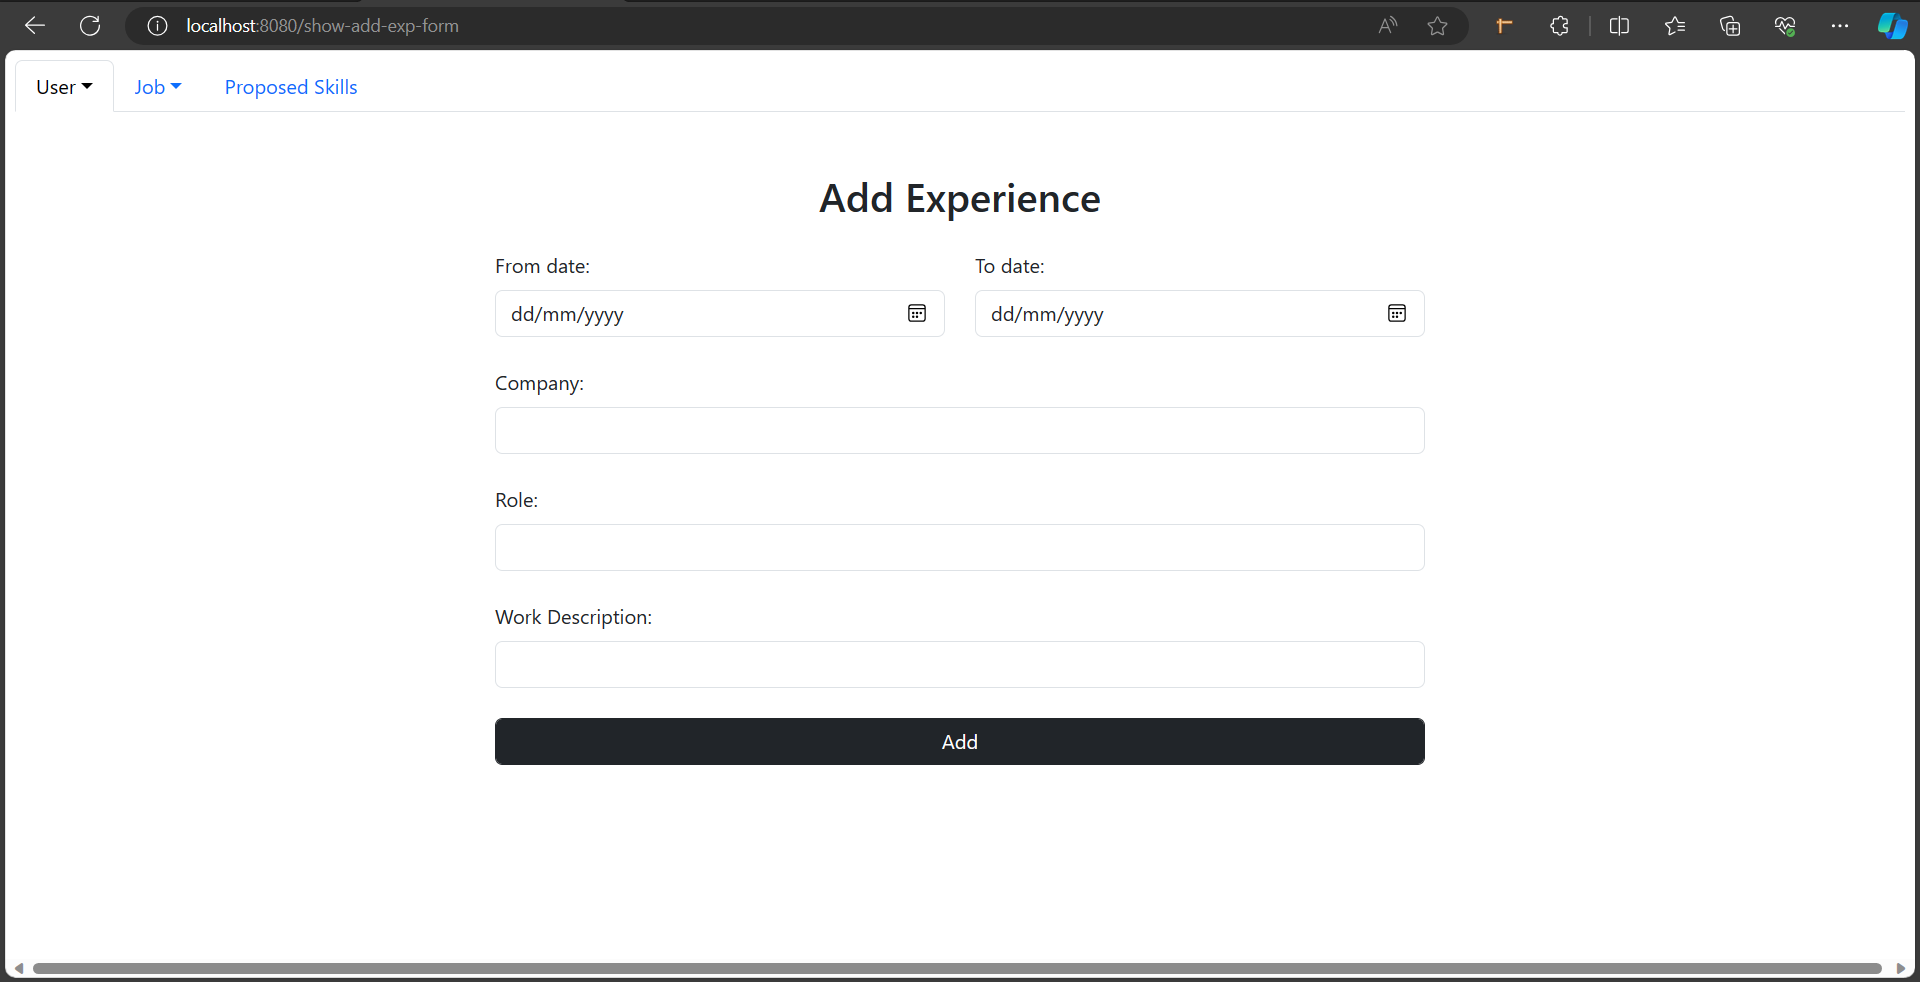 localhost:8080/show-add-exp-form
User Job Proposed Skills
Add Experience
From date: To date:
dd/mm/yyyy dd/mm/yyyy
Company:
Role:
Work Description:
Add